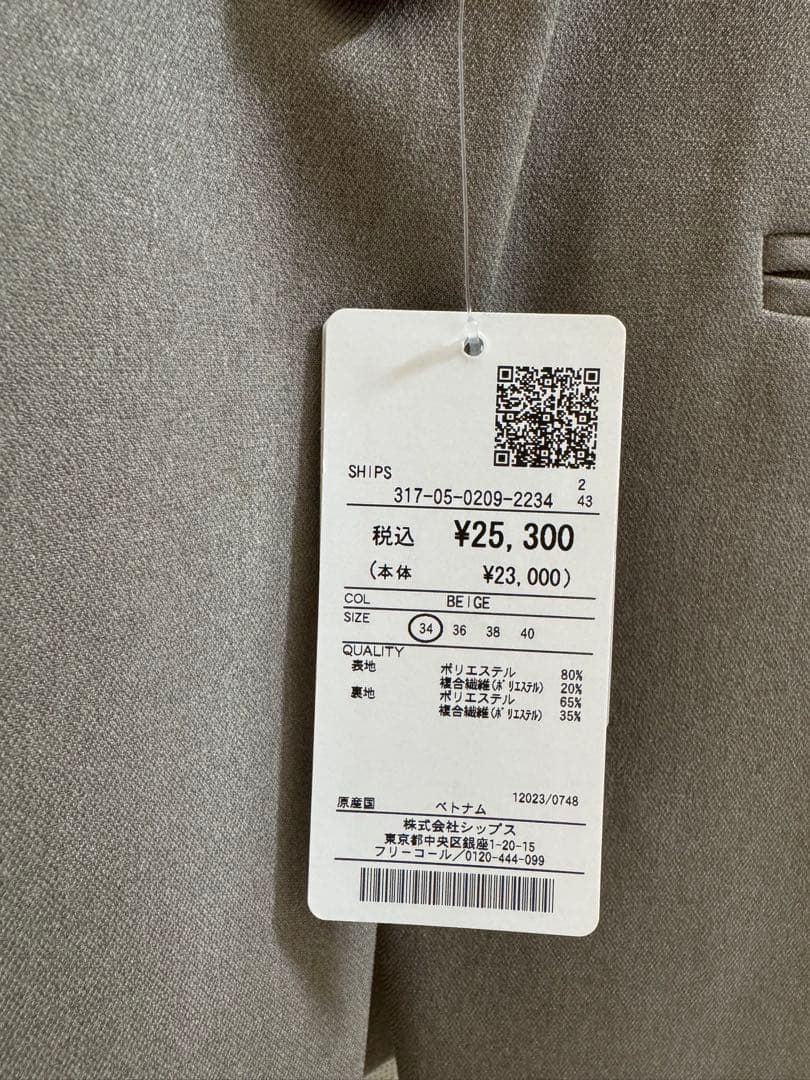 SHIPS
317-05-0209-2234
2
43
税込 ¥25,300
(本体 ¥23,000)
COL BEIGE
SIZE 34 36 38 40
QUALITY
表地 ポリエステル 80%
複合繊維(ポリエステル) 20%
裏地 ポリエステル 65%
複合繊維(ポリエステル) 35%
原産国 ベトナム 12023/0748
株式会社シップス
東京都中央区銀座1-20-15
フリーコール/0120-444-099